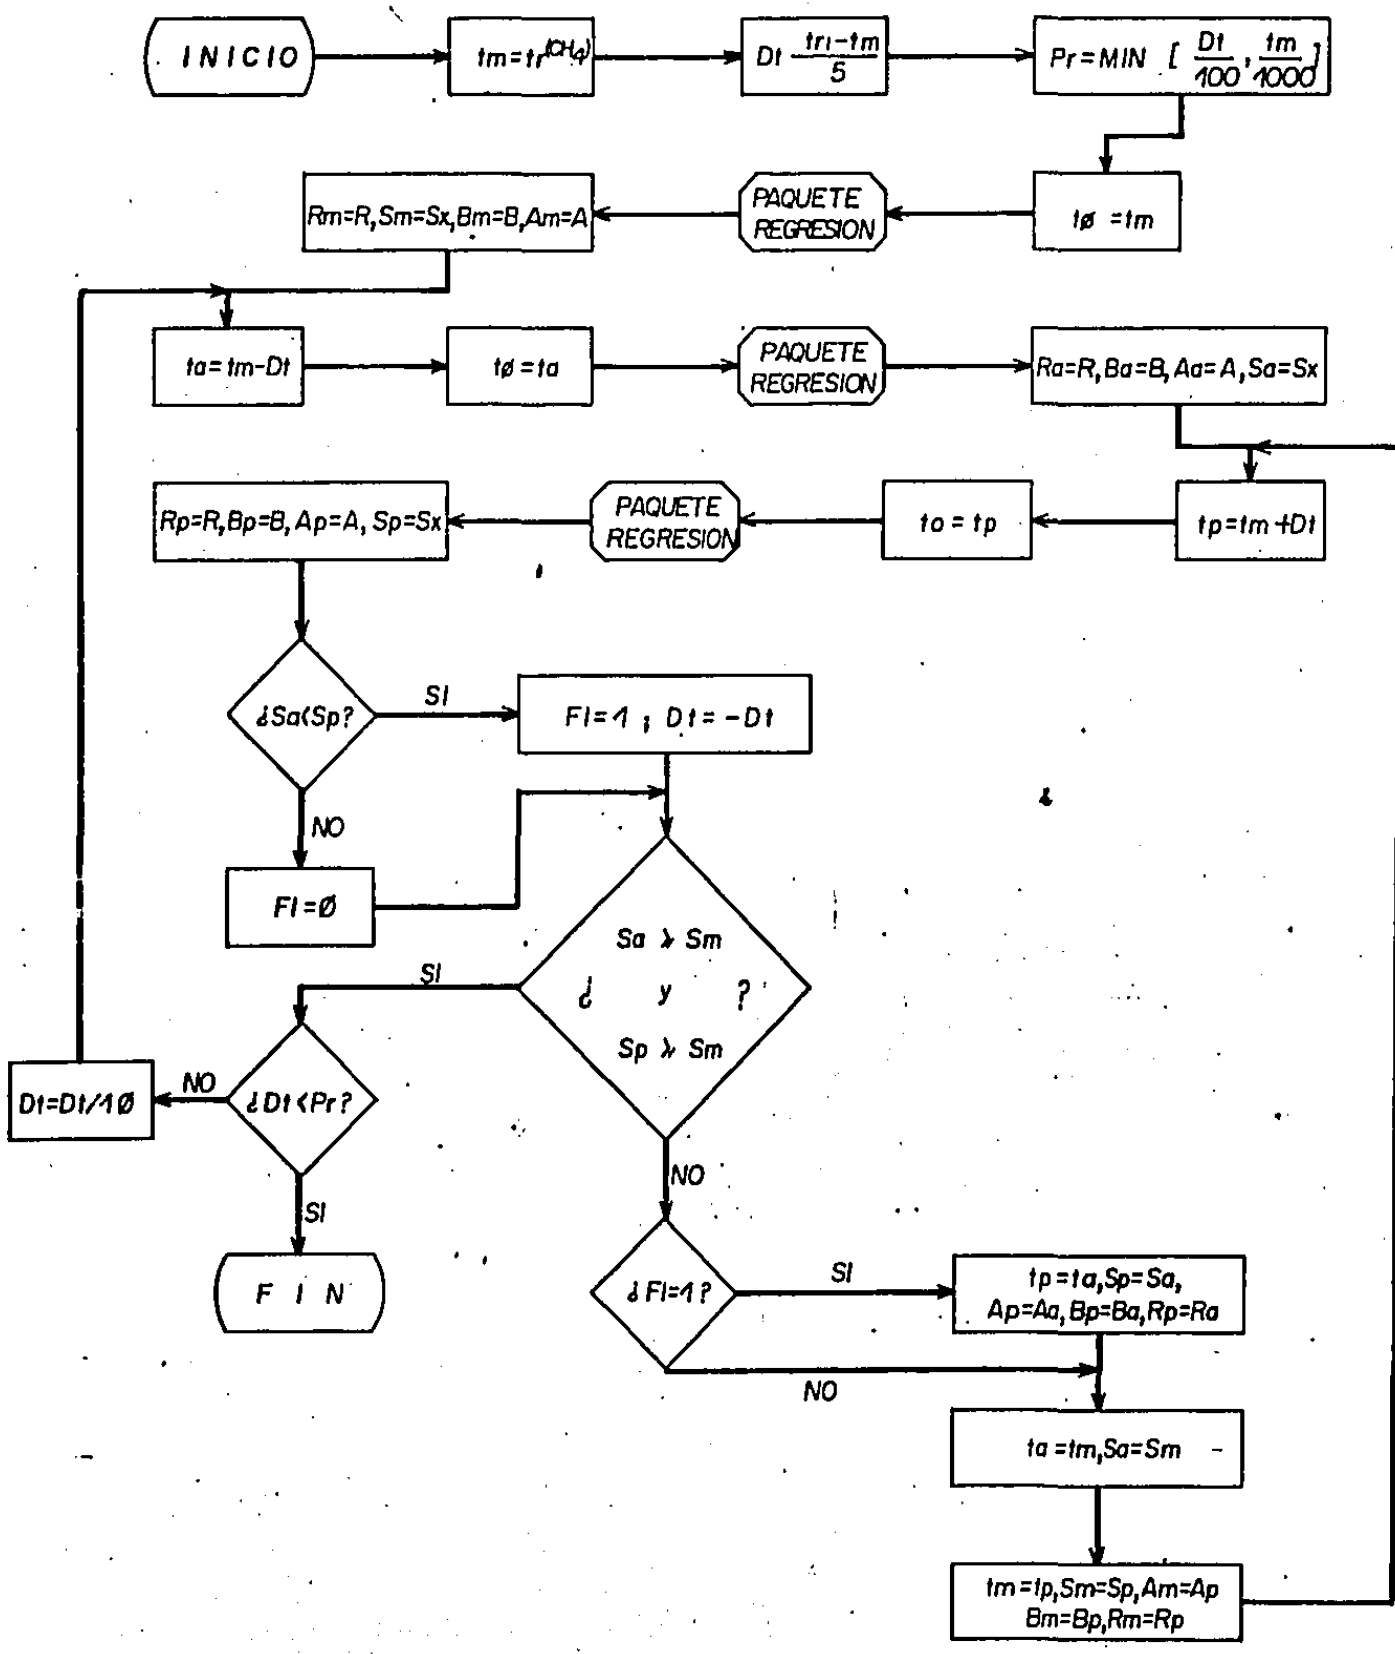 INICIO
tm=tr(CH4)
Dt tr1-tm
5
Pr=MIN [ Dt/100, tm/1000 ]
tø =tm
PAQUETE
REGRESION
Rm=R,Sm=Sx,Bm=B,Am=A
ta=tm-Dt
tø=ta
PAQUETE
REGRESION
Ra=R,Ba=B,Aa=A,Sa=Sx
tp=tm+Dt
to=tp
PAQUETE
REGRESION
Rp=R,Bp=B,Ap=A, Sp=Sx
¿Sa<Sp?
SI
FI=1 ; Dt=-Dt
NO
FI=Ø
Sa ≥ Sm
¿ y ?
Sp ≥ Sm
SI
¿Dt<Pr?
NO
Dt=Dt/1Ø
SI
F I N
NO
¿FI=1?
SI
tp=ta,Sp=Sa,
Ap=Aa,Bp=Ba,Rp=Ra
NO
ta=tm,Sa=Sm
tm=tp,Sm=Sp,Am=Ap
Bm=Bp,Rm=Rp